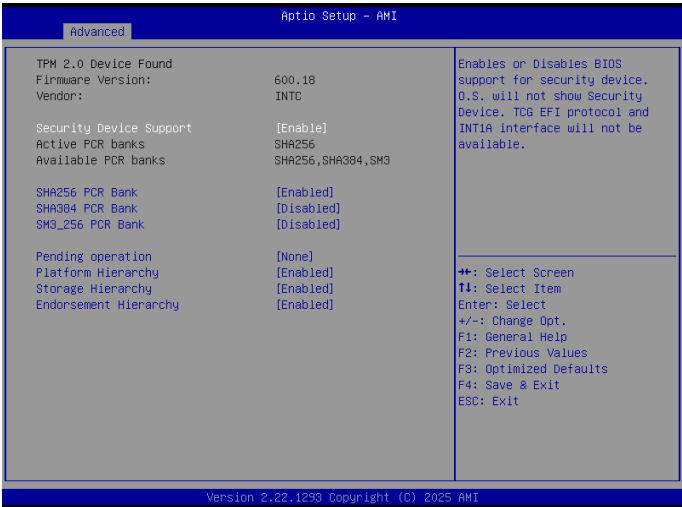 Aptio Setup - AMI
Advanced
TPM 2.0 Device Found
Firmware Version: 600.18
Vendor: INTC
Security Device Support [Enable]
Active PCR banks SHA256
Available PCR banks SHA256,SHA384,SM3
SHA256 PCR Bank [Enabled]
SHA384 PCR Bank [Disabled]
SM3_256 PCR Bank [Disabled]
Pending operation [None]
Platform Hierarchy [Enabled]
Storage Hierarchy [Enabled]
Endorsement Hierarchy [Enabled]
Enables or Disables BIOS
support for security device.
O.S. will not show Security
Device. TCG EFI protocol and
INT1A interface will not be
available.
→←: Select Screen
↑↓: Select Item
Enter: Select
+/-: Change Opt.
F1: General Help
F2: Previous Values
F3: Optimized Defaults
F4: Save & Exit
ESC: Exit
Version 2.22.1293 Copyright (C) 2025 AMI